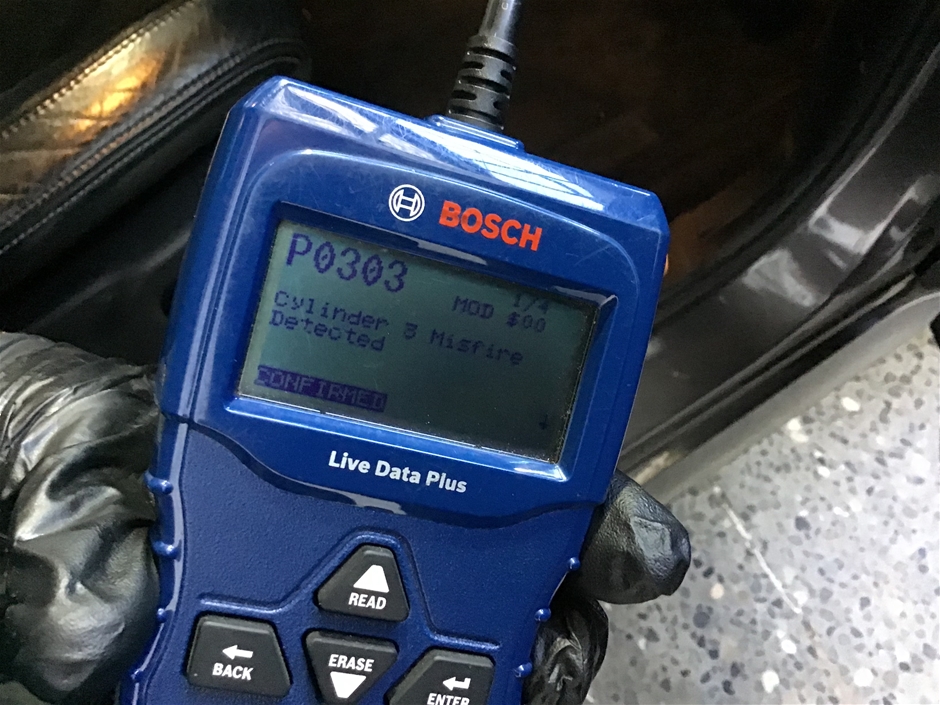 BOSCH
P0303
1/4
MOD $00
Cylinder 3 Misfire
Detected
CONFIRMED
Live Data Plus
READ
BACK
ERASE
ENTER